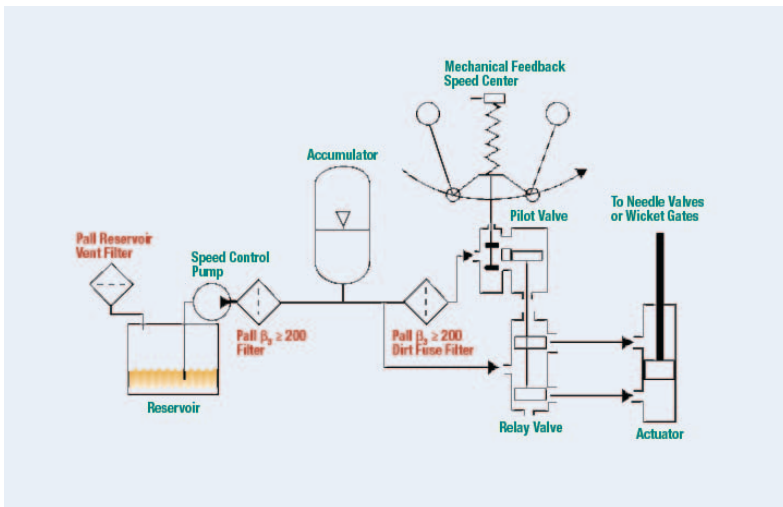 Mechanical Feedback
Speed Center
Accumulator
To Needle Valves
or Wicket Gates
Pilot Valve
Pall Reservoir
Vent Filter
Speed Control
Pump
Pall β₃ ≥ 200
Filter
Pall β₃ ≥ 200
Dirt Fuse Filter
Reservoir
Relay Valve
Actuator